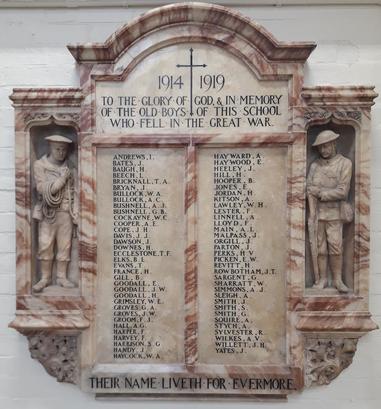 1914 1919
TO THE GLORY OF GOD, & IN MEMORY
OF THE OLD BOYS OF THIS SCHOOL
WHO FELL IN THE GREAT WAR.
ANDREWS, I.
BATES, J.
BAUGH, H.
BEECH, L.
BRICKNALL, T. A.
BRYAN, J.
BULLOCK, W. A.
BULLOCK, A. C.
BUSHNELL, A. J.
BUSHNELL, G. B.
COCKAYNE, W. C.
COOPER, A. E.
COPE, J. H.
DAVIS, J. J.
DAWSON, J.
DOWNES, H.
ECCLESTONE, T. F.
ELKS, B. L.
EVANS, T.
FRANCE, H.
GILL, B.
GOODALL, E.
GOODALL, J. W.
GOODALL, H.
GRIMSLEY, W. E.
GROVES, G. A.
GROVES, J. W.
GROOM, F. J.
HALL, A. G.
HARPER, F.
HARVEY, F.
HARRISON, S. G.
HANDY, J.
HAYCOCK, W. A.
HAYWARD, A.
HAYWOOD, E.
HEELEY, J.
HILL, H.
HOOPER, B.
JONES, E.
JORDAN, H.
KITSON, A.
LAWLEY, W. H.
LESTER, F.
LINNELL, A.
LLOYD, F.
MAIN, A. L.
MALPASS, J.
ORGILL, J.
PARTON, J.
PERKS, H. V.
PICKEN, E. W.
REVITT, H.
ROWBOTHAM, J. T.
SARGENT, G.
SHARRATT, W.
SIMMONS, A. J.
SLEIGH, A.
SMITH, J.
SMITH, S.
SMITH, G.
SQUIRE, A.
STYCH, A.
SYLVESTER, R.
WILKES, A. V.
WILLETT, J. H.
YATES, J.
THEIR NAME LIVETH FOR EVERMORE.